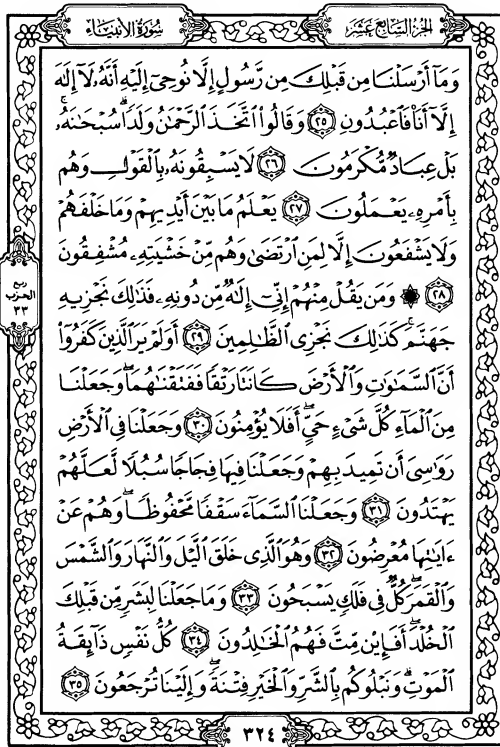 الجزء السابع عشر
سورة الأنبياء
وَمَآ أَرْسَلْنَا مِن قَبْلِكَ مِن رَّسُولٍ إِلَّا نُوحِىٓ إِلَيْهِ أَنَّهُۥ لَآ إِلَٰهَ
إِلَّآ أَنَا۠ فَٱعْبُدُونِ ٢٥ وَقَالُوا۟ ٱتَّخَذَ ٱلرَّحْمَٰنُ وَلَدًا ۗ سُبْحَٰنَهُۥ ۚ
بَلْ عِبَادٌ مُّكْرَمُونَ ٢٦ لَا يَسْبِقُونَهُۥ بِٱلْقَوْلِ وَهُم
بِأَمْرِهِۦ يَعْمَلُونَ ٢٧ يَعْلَمُ مَا بَيْنَ أَيْدِيهِمْ وَمَا خَلْفَهُمْ
وَلَا يَشْفَعُونَ إِلَّا لِمَنِ ٱرْتَضَىٰ وَهُم مِّنْ خَشْيَتِهِۦ مُشْفِقُونَ
٢٨ ۞ وَمَن يَقُلْ مِنْهُمْ إِنِّىٓ إِلَٰهٌ مِّن دُونِهِۦ فَذَٰلِكَ نَجْزِيهِ
جَهَنَّمَ ۚ كَذَٰلِكَ نَجْزِى ٱلظَّٰلِمِينَ ٢٩ أَوَلَمْ يَرَ ٱلَّذِينَ كَفَرُوٓا۟
أَنَّ ٱلسَّمَٰوَٰتِ وَٱلْأَرْضَ كَانَتَا رَتْقًا فَفَتَقْنَٰهُمَا ۖ وَجَعَلْنَا
مِنَ ٱلْمَآءِ كُلَّ شَىْءٍ حَىٍّ ۖ أَفَلَا يُؤْمِنُونَ ٣٠ وَجَعَلْنَا فِى ٱلْأَرْضِ
رَوَٰسِىَ أَن تَمِيدَ بِهِمْ وَجَعَلْنَا فِيهَا فِجَاجًا سُبُلًا لَّعَلَّهُمْ
يَهْتَدُونَ ٣١ وَجَعَلْنَا ٱلسَّمَآءَ سَقْفًا مَّحْفُوظًا ۖ وَهُمْ عَنْ
ءَايَٰتِهَا مُعْرِضُونَ ٣٢ وَهُوَ ٱلَّذِى خَلَقَ ٱلَّيْلَ وَٱلنَّهَارَ وَٱلشَّمْسَ
وَٱلْقَمَرَ ۖ كُلٌّ فِى فَلَكٍ يَسْبَحُونَ ٣٣ وَمَا جَعَلْنَا لِبَشَرٍ مِّن قَبْلِكَ
ٱلْخُلْدَ ۖ أَفَإِي۟ن مِّتَّ فَهُمُ ٱلْخَٰلِدُونَ ٣٤ كُلُّ نَفْسٍ ذَآئِقَةُ
ٱلْمَوْتِ ۗ وَنَبْلُوكُم بِٱلشَّرِّ وَٱلْخَيْرِ فِتْنَةً ۖ وَإِلَيْنَا تُرْجَعُونَ ٣٥
ربع
الحزب
٣٣
٣٢٤